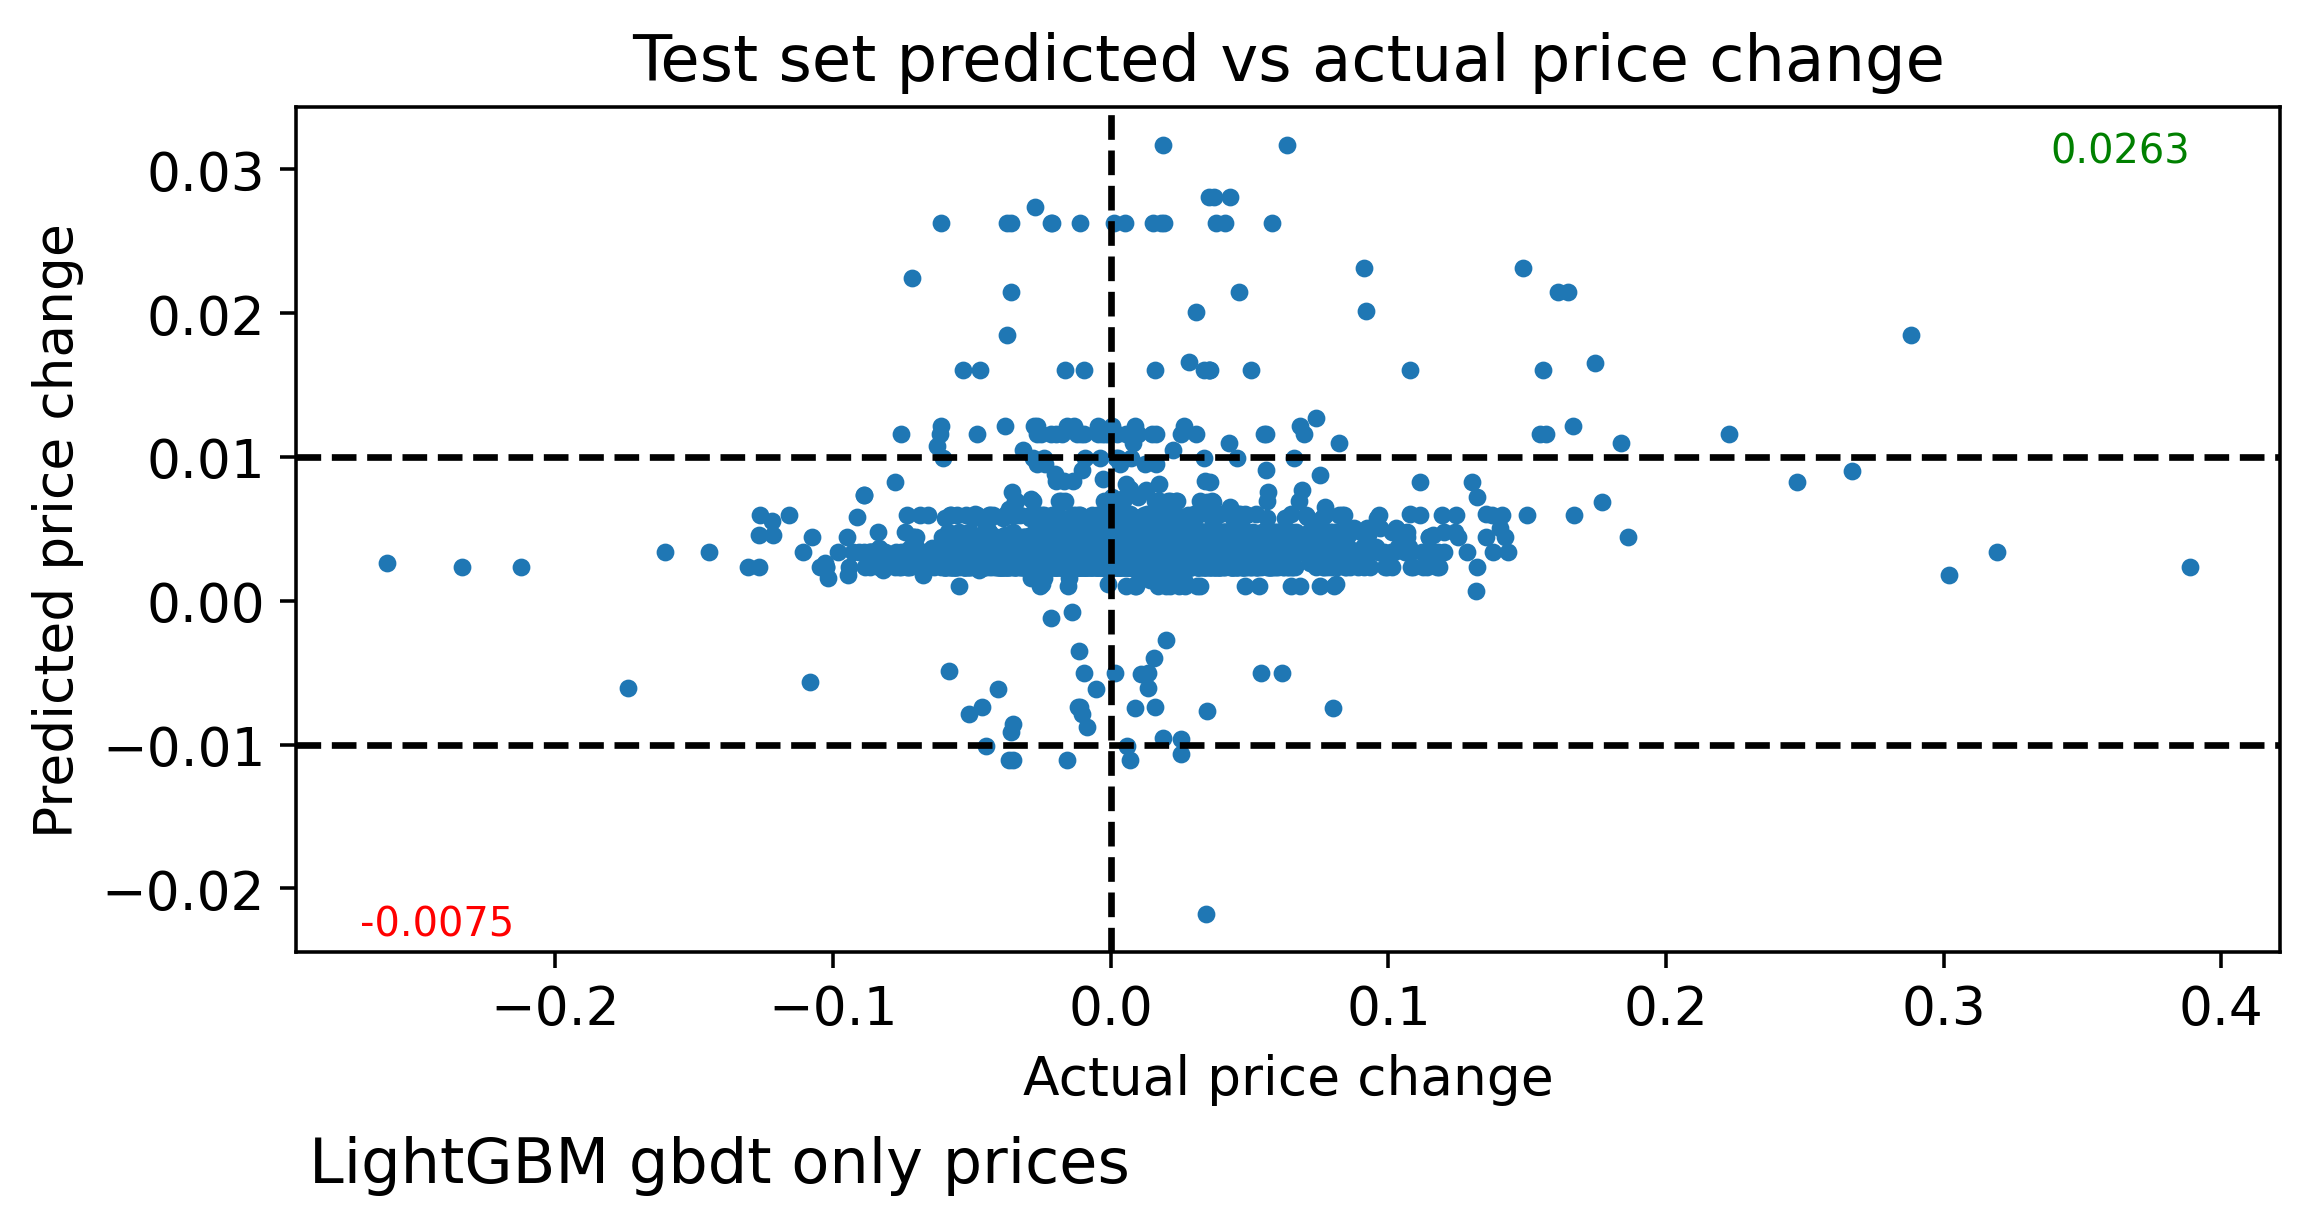 Test set predicted vs actual price change
0.0263
0.03
0.02
0.01
0.00
−0.01
−0.02
Predicted price change
-0.0075
−0.2 −0.1 0.0 0.1 0.2 0.3 0.4
Actual price change
LightGBM gbdt only prices